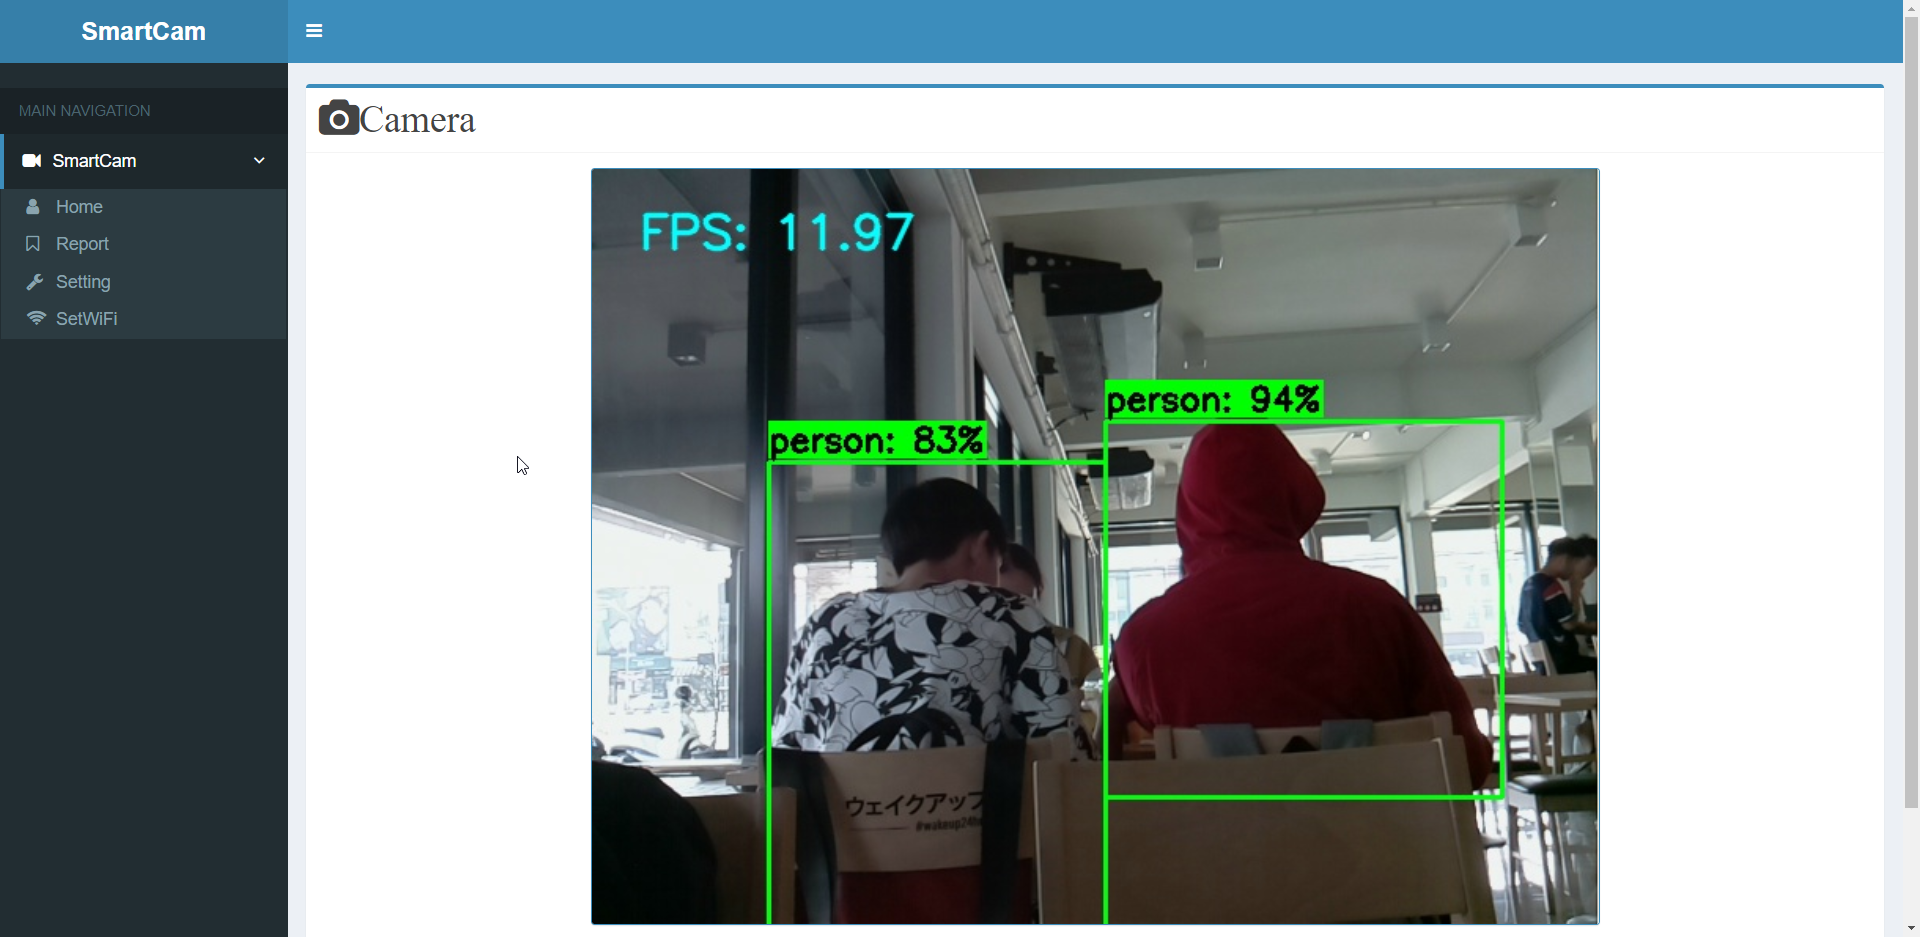 SmartCam
MAIN NAVIGATION
SmartCam
Home
Report
Setting
SetWiFi
Camera
FPS: 11.97
person: 94%
person: 83%
ウェイクアップ
#wakeup24h